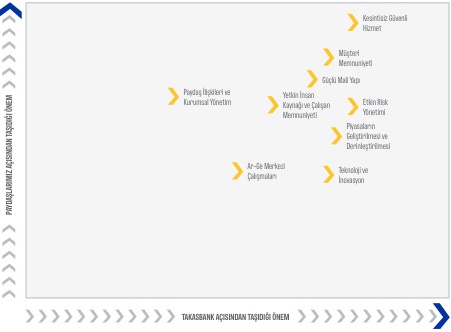 Kesintisiz Güvenli
Hizmet
Müşteri
Memnuniyeti
Güçlü Mali Yapı
Paydaş İlişkileri ve
Kurumsal Yönetim
Yetkin İnsan
Kaynağı ve Çalışan
Memnuniyeti
Etkin Risk
Yönetimi
Piyasaların
Geliştirilmesi ve
Derinleştirilmesi
Ar-Ge Merkezi
Çalışmaları
Teknoloji ve
İnovasyon
PAYDAŞLARIMIZ AÇISINDAN TAŞIDIĞI ÖNEM
TAKASBANK AÇISINDAN TAŞIDIĞI ÖNEM